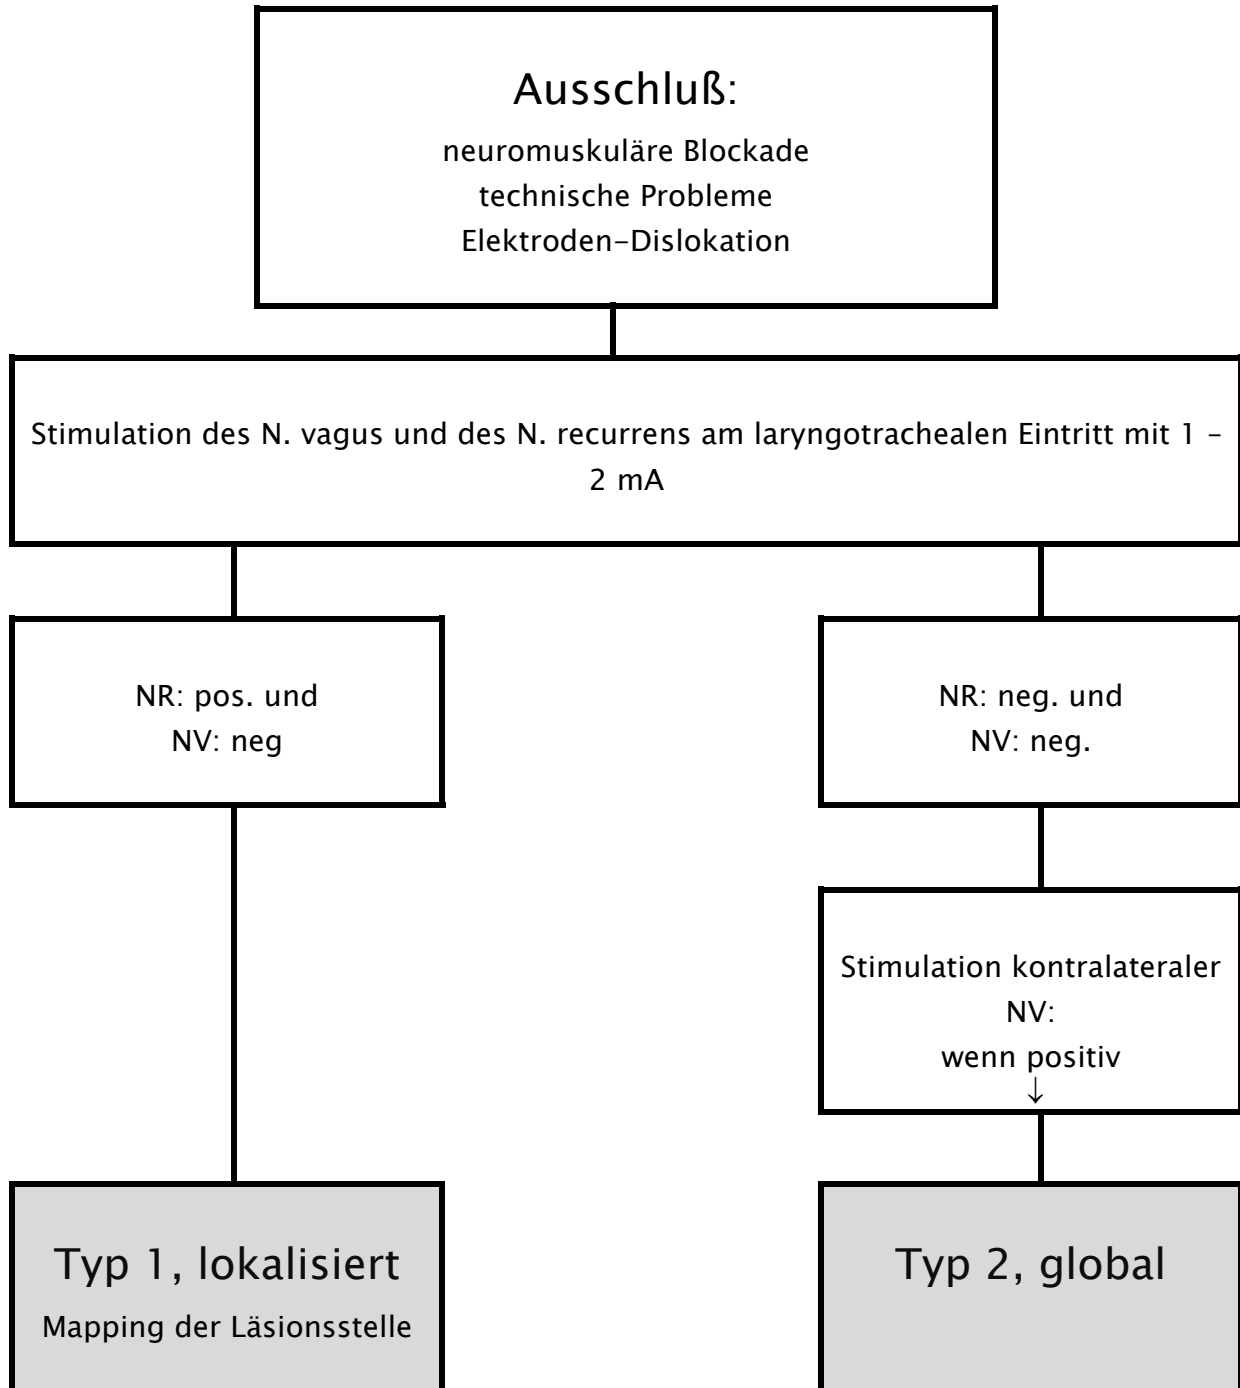 Ausschluß:
neuromuskuläre Blockade
technische Probleme
Elektroden-Dislokation
Stimulation des N. vagus und des N. recurrens am laryngotrachealen Eintritt mit 1 –
2 mA
NR: pos. und
NV: neg
NR: neg. und
NV: neg.
Stimulation kontralateraler
NV:
wenn positiv
↓
Typ 1, lokalisiert
Mapping der Läsionsstelle
Typ 2, global